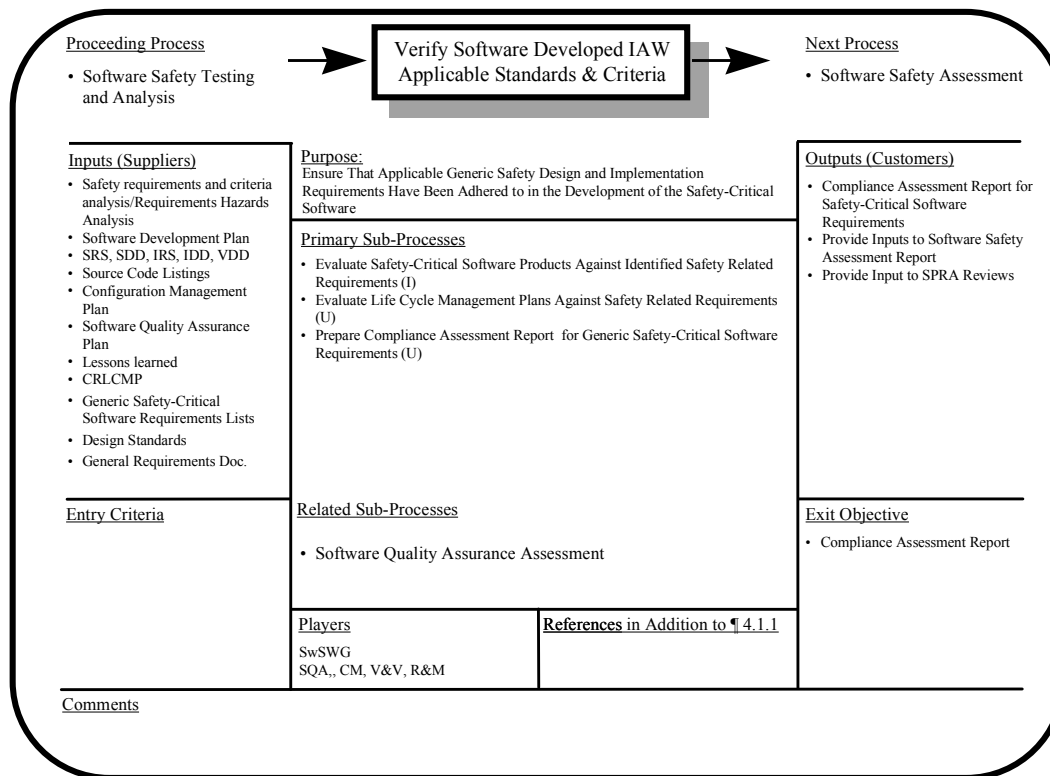 Proceeding Process
• Software Safety Testing
and Analysis
Verify Software Developed IAW
Applicable Standards & Criteria
Next Process
• Software Safety Assessment
Inputs (Suppliers)
• Safety requirements and criteria
analysis/Requirements Hazards
Analysis
• Software Development Plan
• SRS, SDD, IRS, IDD, VDD
• Source Code Listings
• Configuration Management
Plan
• Software Quality Assurance
Plan
• Lessons learned
• CRLCMP
• Generic Safety-Critical
Software Requirements Lists
• Design Standards
• General Requirements Doc.
Purpose:
Ensure That Applicable Generic Safety Design and Implementation
Requirements Have Been Adhered to in the Development of the Safety-Critical
Software
Primary Sub-Processes
• Evaluate Safety-Critical Software Products Against Identified Safety Related
Requirements (I)
• Evaluate Life Cycle Management Plans Against Safety Related Requirements
(U)
• Prepare Compliance Assessment Report for Generic Safety-Critical Software
Requirements (U)
Outputs (Customers)
• Compliance Assessment Report for
Safety-Critical Software
Requirements
• Provide Inputs to Software Safety
Assessment Report
• Provide Input to SPRA Reviews
Entry Criteria
Related Sub-Processes
• Software Quality Assurance Assessment
Exit Objective
• Compliance Assessment Report
Players
SwSWG
SQA,, CM, V&V, R&M
References in Addition to ¶ 4.1.1
Comments